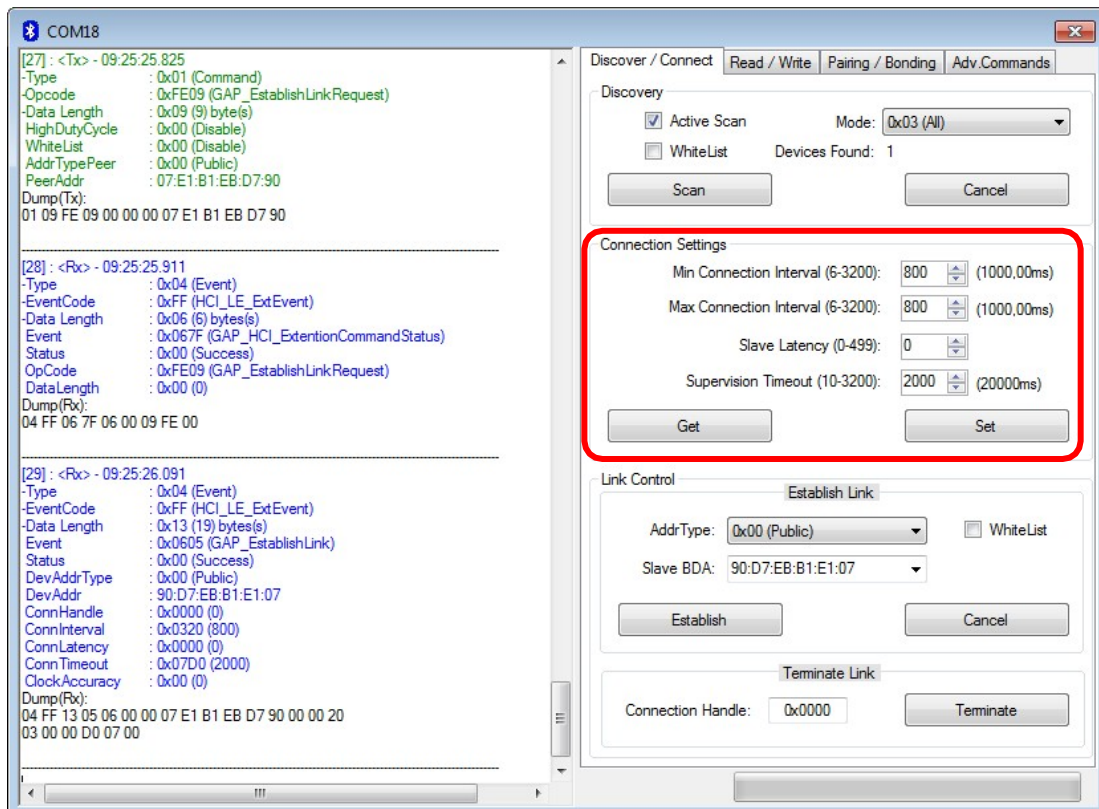 COM18
[27] : <Tx> - 09:25:25.825
-Type : 0x01 (Command)
-Opcode : 0xFE09 (GAP_EstablishLinkRequest)
-Data Length : 0x09 (9) byte(s)
HighDutyCycle : 0x00 (Disable)
WhiteList : 0x00 (Disable)
AddrTypePeer : 0x00 (Public)
PeerAddr : 07:E1:B1:EB:D7:90
Dump(Tx):
01 09 FE 09 00 00 00 07 E1 B1 EB D7 90
[28] : <Rx> - 09:25:25.911
-Type : 0x04 (Event)
-EventCode : 0xFF (HCI_LE_ExtEvent)
-Data Length : 0x06 (6) bytes(s)
Event : 0x067F (GAP_HCI_ExtentionCommandStatus)
Status : 0x00 (Success)
OpCode : 0xFE09 (GAP_EstablishLinkRequest)
DataLength : 0x00 (0)
Dump(Rx):
04 FF 06 7F 06 00 09 FE 00
[29] : <Rx> - 09:25:26.091
-Type : 0x04 (Event)
-EventCode : 0xFF (HCI_LE_ExtEvent)
-Data Length : 0x13 (19) bytes(s)
Event : 0x0605 (GAP_EstablishLink)
Status : 0x00 (Success)
DevAddrType : 0x00 (Public)
DevAddr : 90:D7:EB:B1:E1:07
ConnHandle : 0x0000 (0)
ConnInterval : 0x0320 (800)
ConnLatency : 0x0000 (0)
ConnTimeout : 0x07D0 (2000)
ClockAccuracy : 0x00 (0)
Dump(Rx):
04 FF 13 05 06 00 00 07 E1 B1 EB D7 90 00 00 20
03 00 00 D0 07 00
Discover / Connect Read / Write Pairing / Bonding Adv.Commands
Discovery
Active Scan Mode: 0x03 (All)
WhiteList Devices Found: 1
Scan Cancel
Connection Settings
Min Connection Interval (6-3200): 800 (1000,00ms)
Max Connection Interval (6-3200): 800 (1000,00ms)
Slave Latency (0-499): 0
Supervision Timeout (10-3200): 2000 (20000ms)
Get Set
Link Control
Establish Link
AddrType: 0x00 (Public) WhiteList
Slave BDA: 90:D7:EB:B1:E1:07
Establish Cancel
Terminate Link
Connection Handle: 0x0000 Terminate